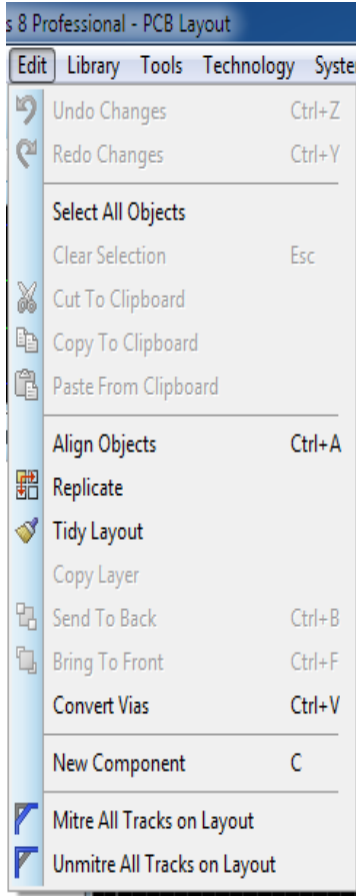 s 8 Professional - PCB Layout
Edit Library Tools Technology Syste
Undo Changes Ctrl+Z
Redo Changes Ctrl+Y
Select All Objects
Clear Selection Esc
Cut To Clipboard
Copy To Clipboard
Paste From Clipboard
Align Objects Ctrl+A
Replicate
Tidy Layout
Copy Layer
Send To Back Ctrl+B
Bring To Front Ctrl+F
Convert Vias Ctrl+V
New Component C
Mitre All Tracks on Layout
Unmitre All Tracks on Layout